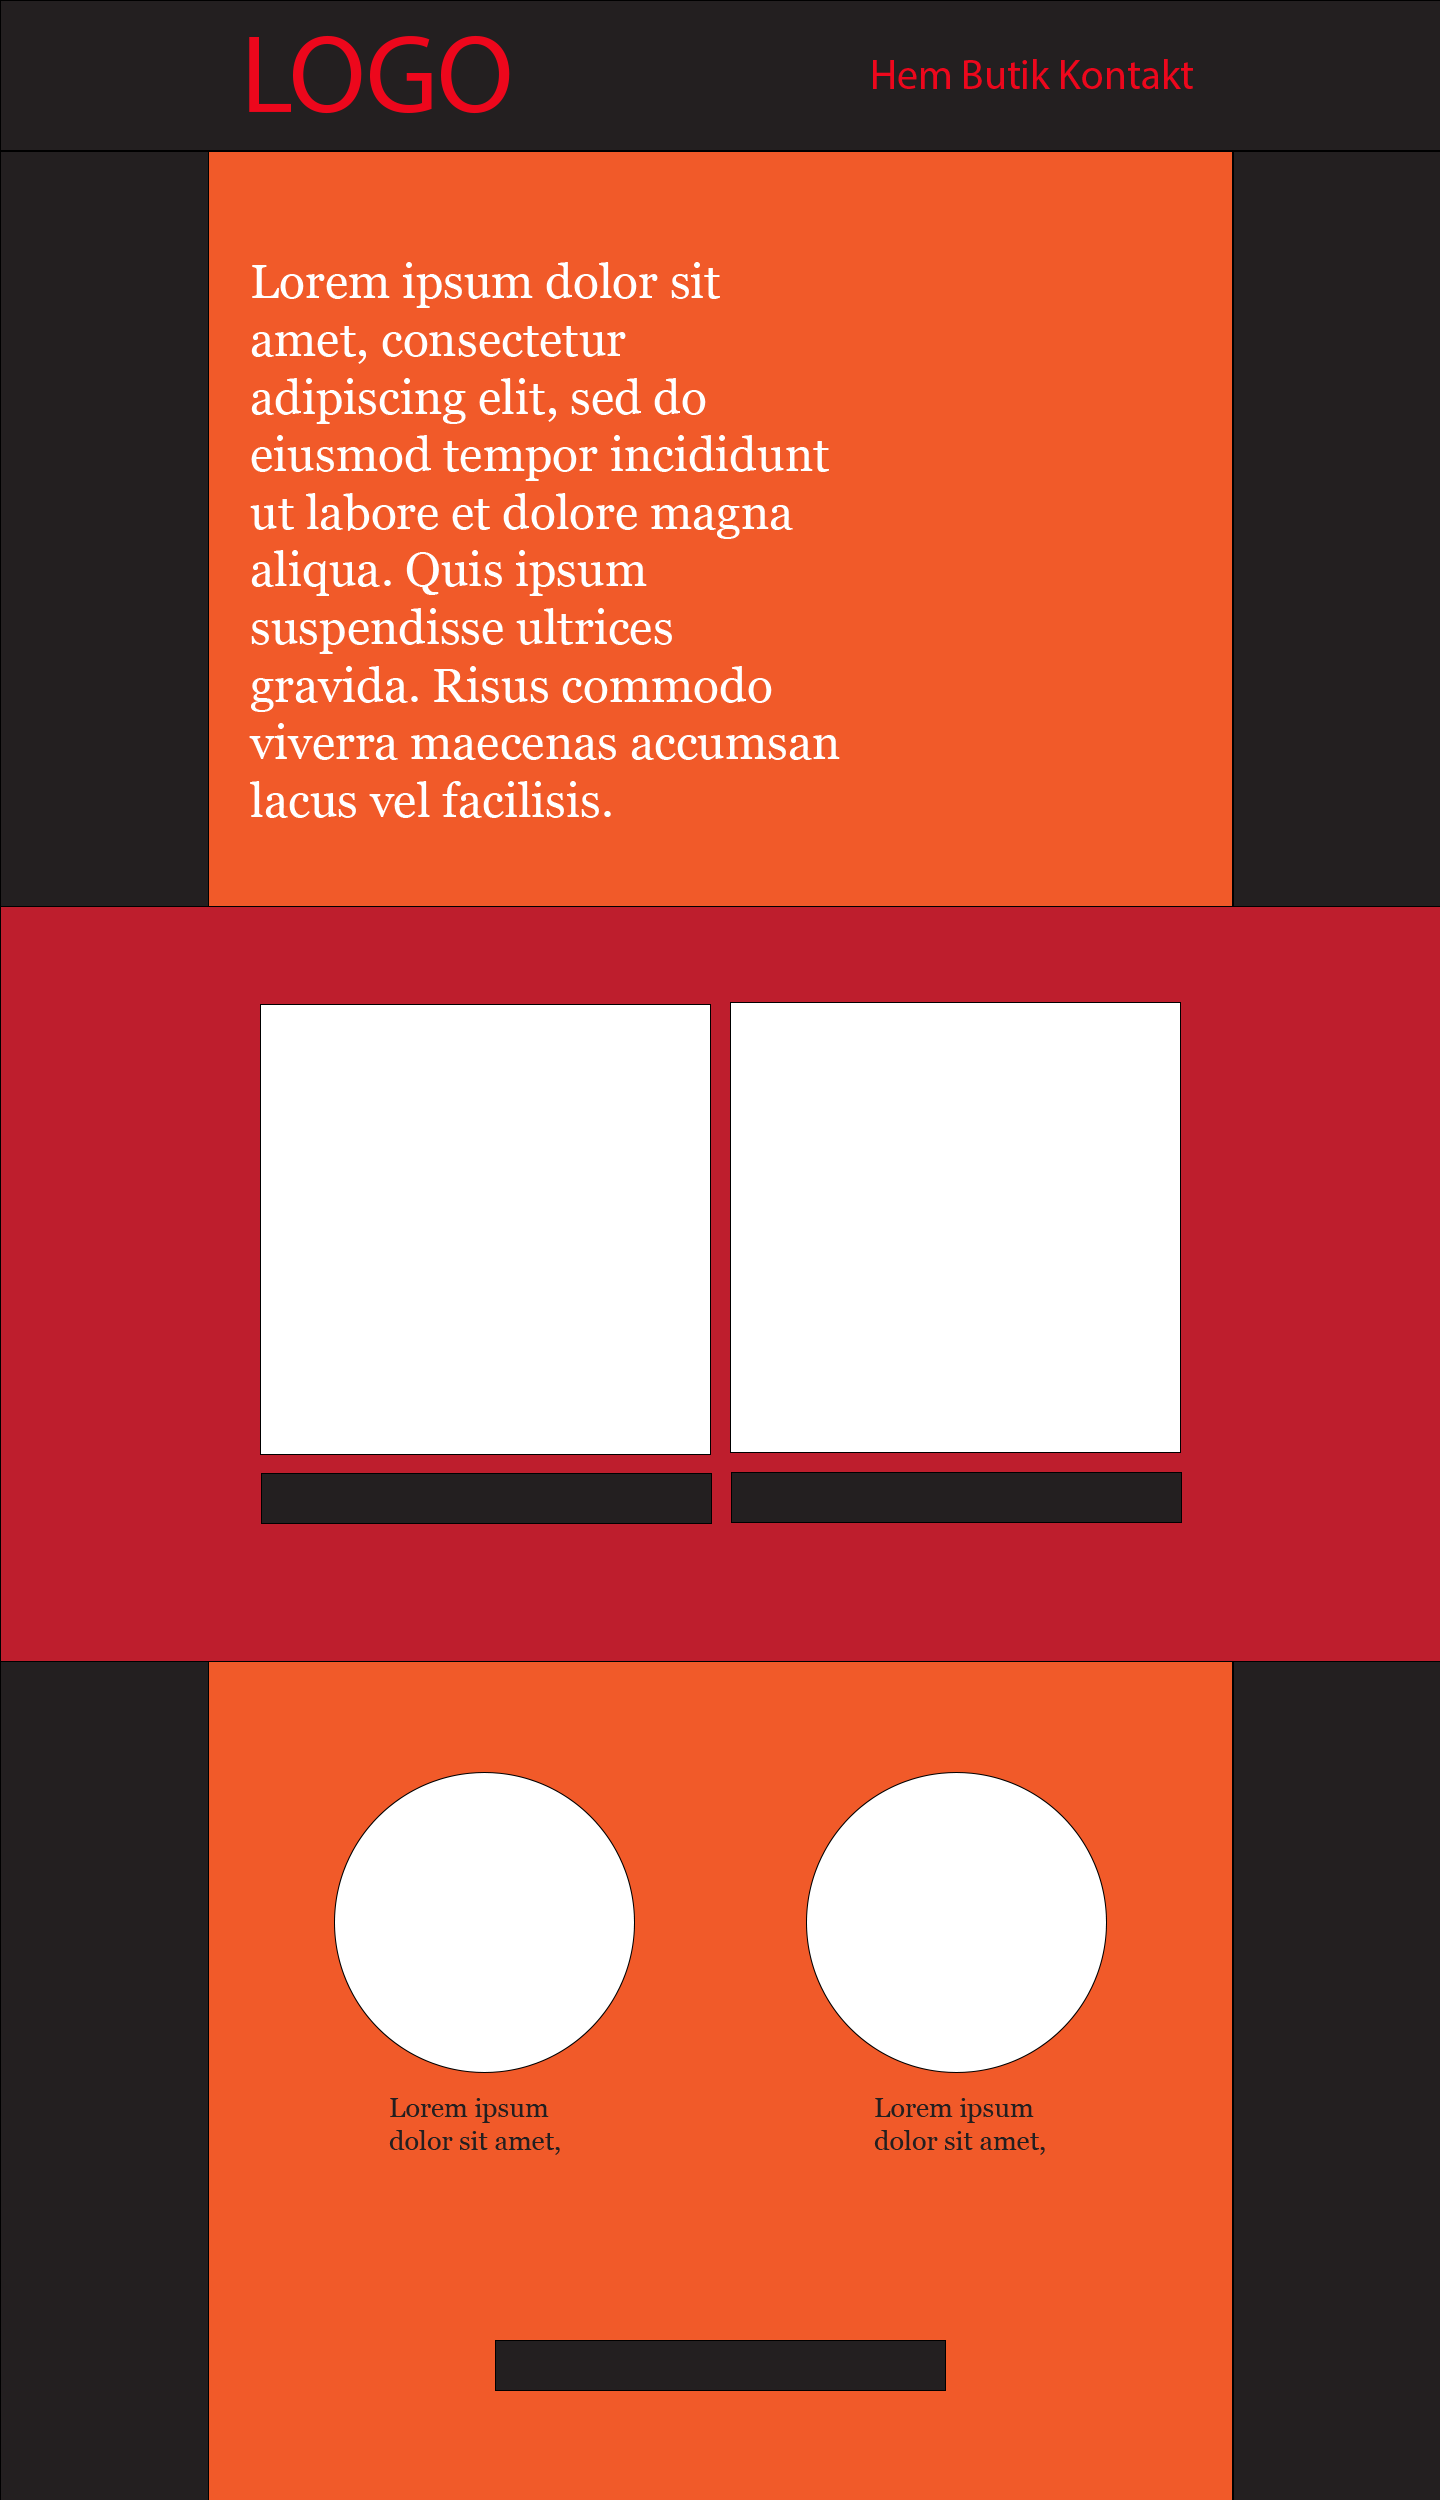 LOGO
Hem Butik Kontakt
Lorem ipsum dolor sit
amet, consectetur
adipiscing elit, sed do
eiusmod tempor incididunt
ut labore et dolore magna
aliqua. Quis ipsum
suspendisse ultrices
gravida. Risus commodo
viverra maecenas accumsan
lacus vel facilisis.
Lorem ipsum
dolor sit amet,
Lorem ipsum
dolor sit amet,